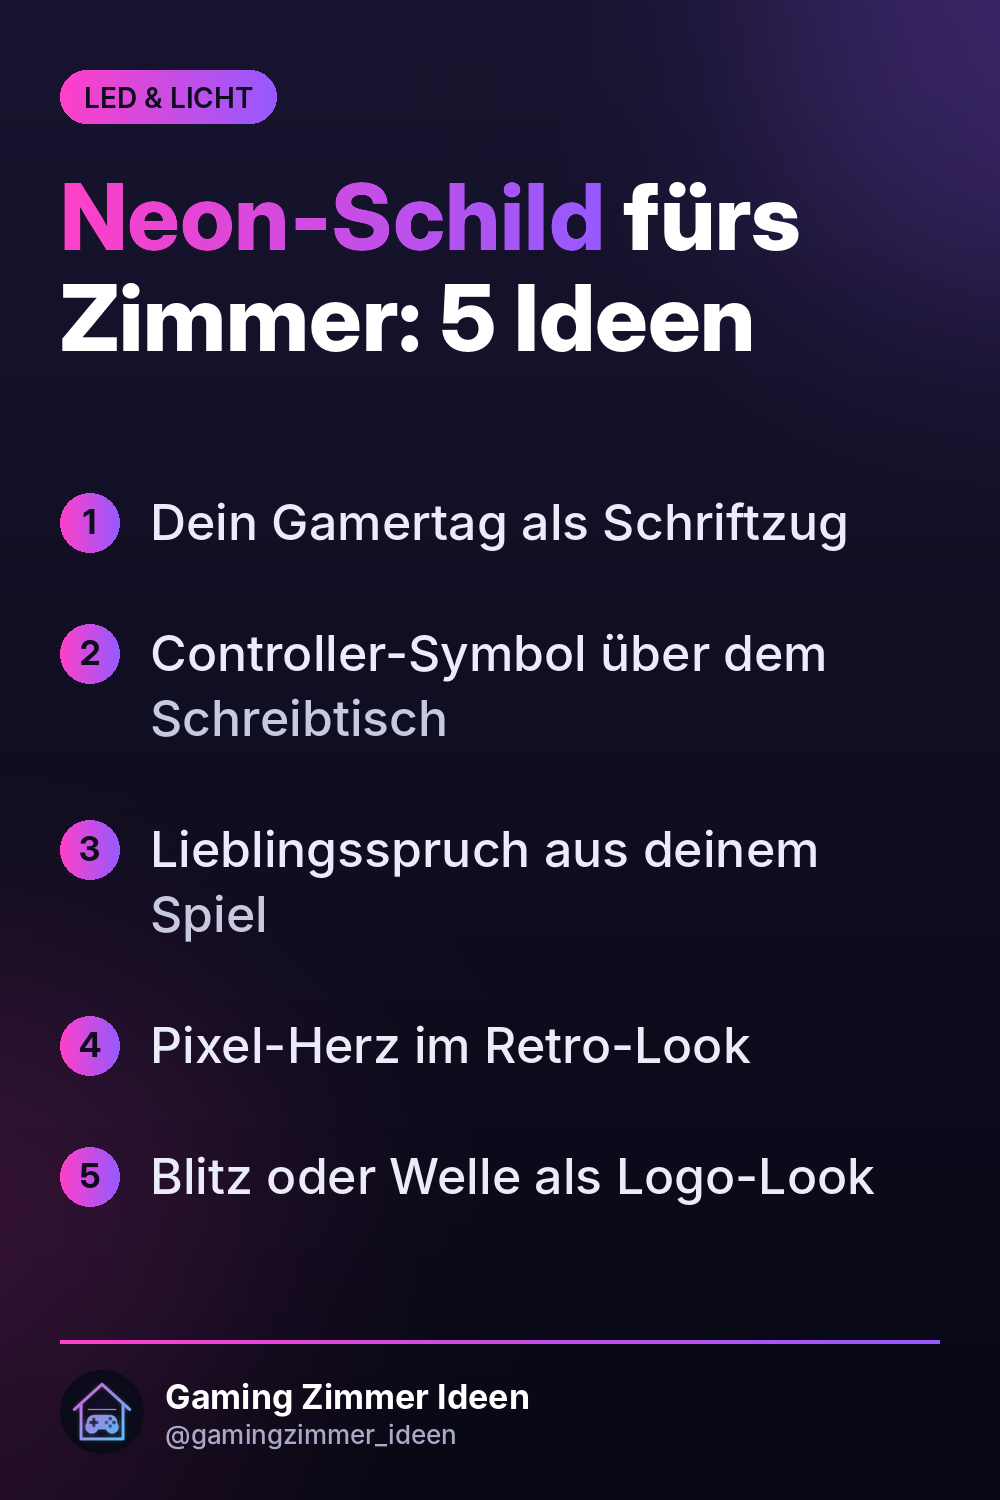 LED & LICHT
Neon-Schild fürs
Zimmer: 5 Ideen
1 Dein Gamertag als Schriftzug
2 Controller-Symbol über dem
Schreibtisch
3 Lieblingsspruch aus deinem
Spiel
4 Pixel-Herz im Retro-Look
5 Blitz oder Welle als Logo-Look
Gaming Zimmer Ideen
@gamingzimmer_ideen